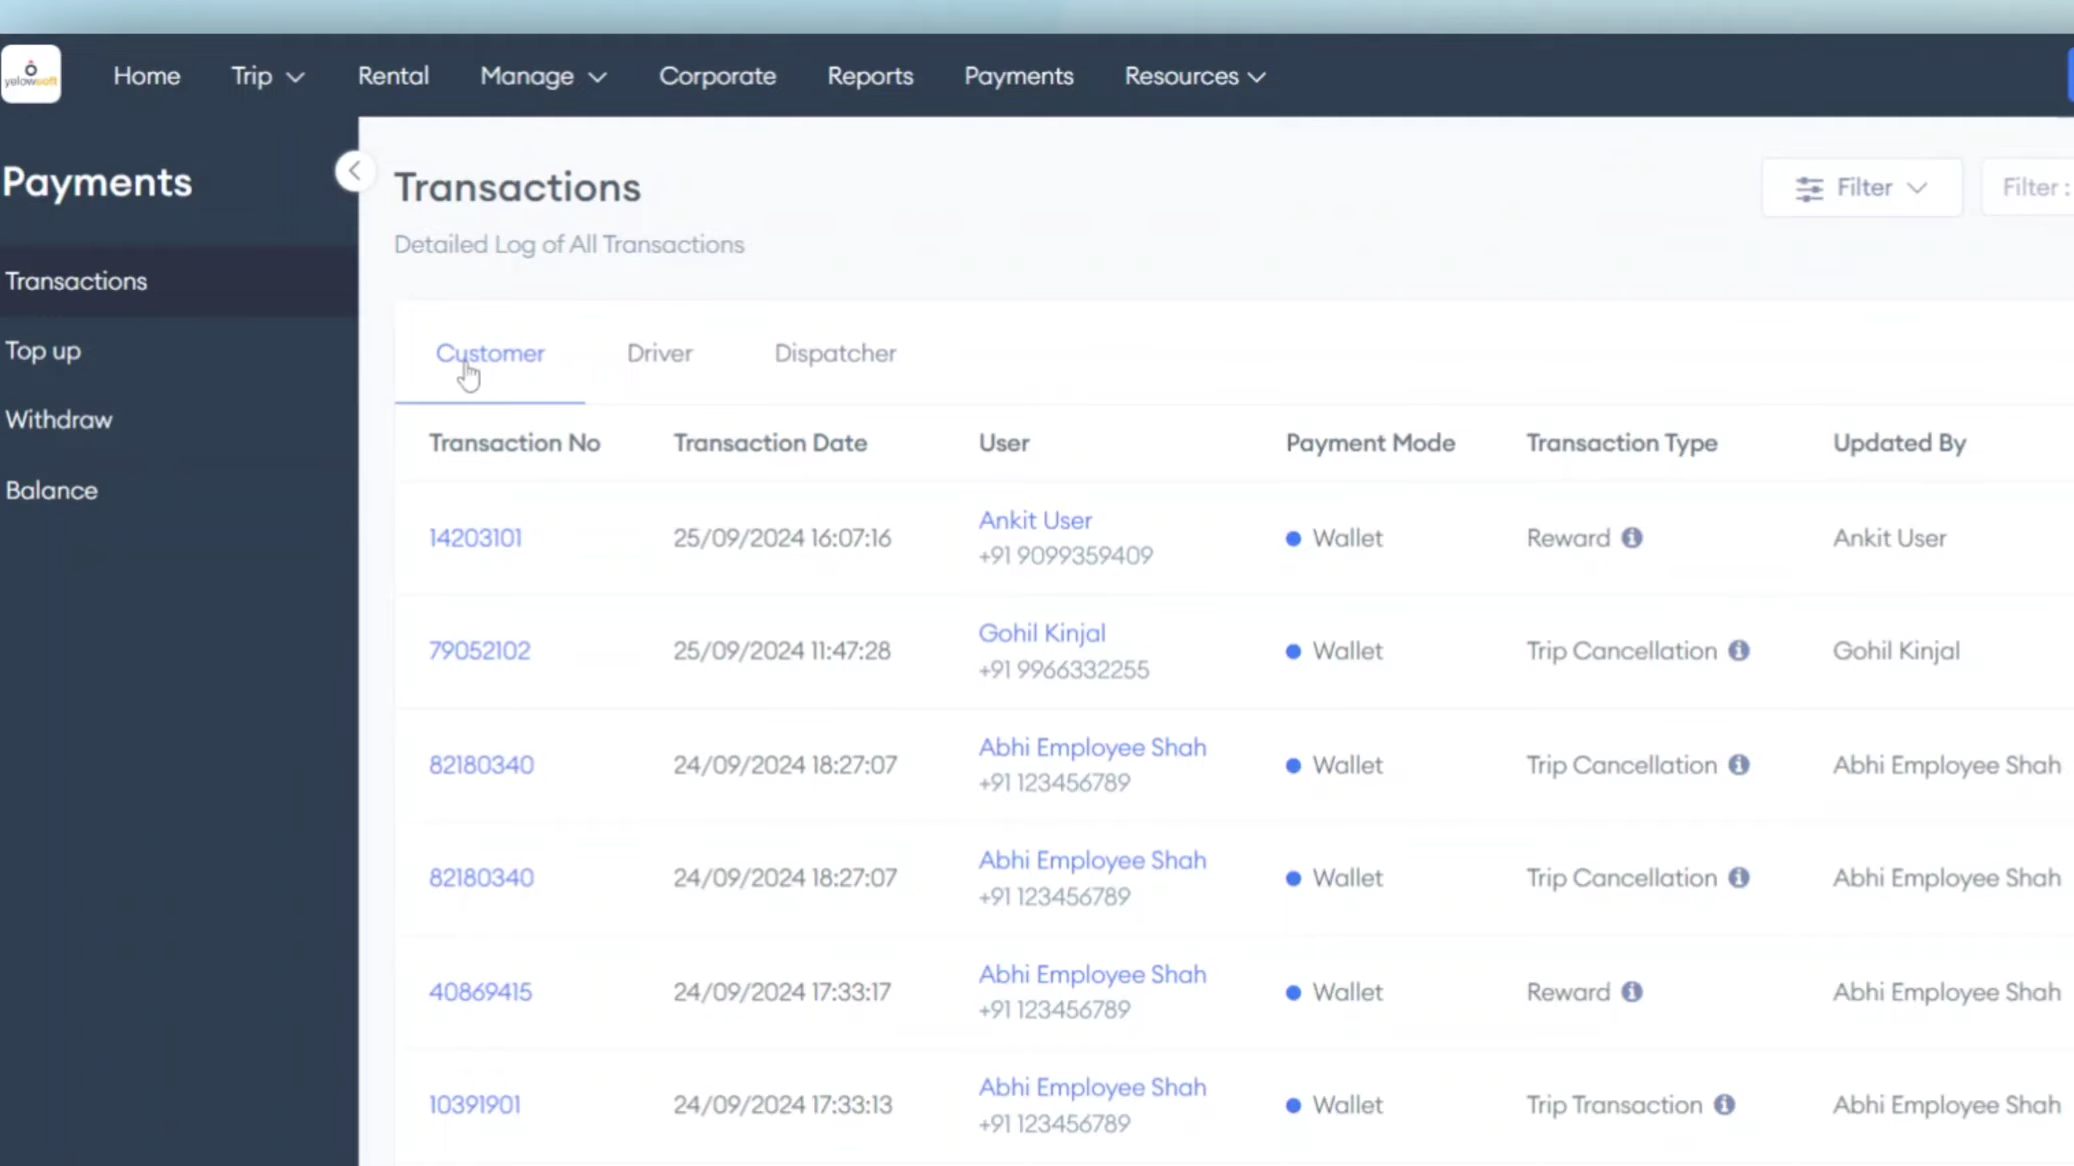 yelowsoft
Home Trip Rental Manage Corporate Reports Payments Resources
Payments
Transactions
Top up
Withdraw
Balance
Transactions
Detailed Log of All Transactions
Filter Filter :
Customer Driver Dispatcher
Transaction No Transaction Date User Payment Mode Transaction Type Updated By
14203101 25/09/2024 16:07:16 Ankit User +91 9099359409 Wallet Reward Ankit User
79052102 25/09/2024 11:47:28 Gohil Kinjal +91 9966332255 Wallet Trip Cancellation Gohil Kinjal
82180340 24/09/2024 18:27:07 Abhi Employee Shah +91 123456789 Wallet Trip Cancellation Abhi Employee Shah
82180340 24/09/2024 18:27:07 Abhi Employee Shah +91 123456789 Wallet Trip Cancellation Abhi Employee Shah
40869415 24/09/2024 17:33:17 Abhi Employee Shah +91 123456789 Wallet Reward Abhi Employee Shah
10391901 24/09/2024 17:33:13 Abhi Employee Shah +91 123456789 Wallet Trip Transaction Abhi Employee Shah